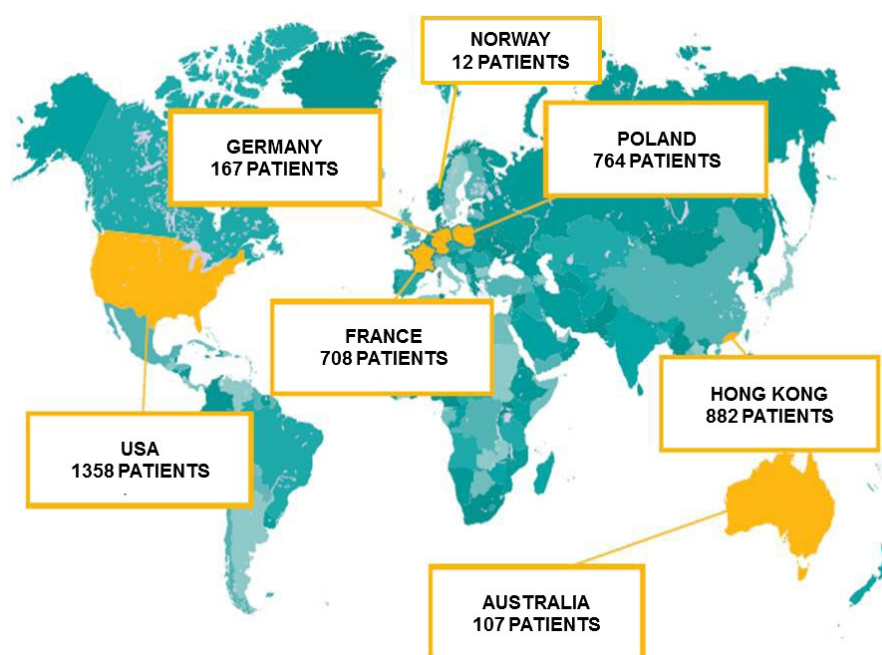 NORWAY
12 PATIENTS
GERMANY
167 PATIENTS
POLAND
764 PATIENTS
FRANCE
708 PATIENTS
HONG KONG
882 PATIENTS
USA
1358 PATIENTS
AUSTRALIA
107 PATIENTS